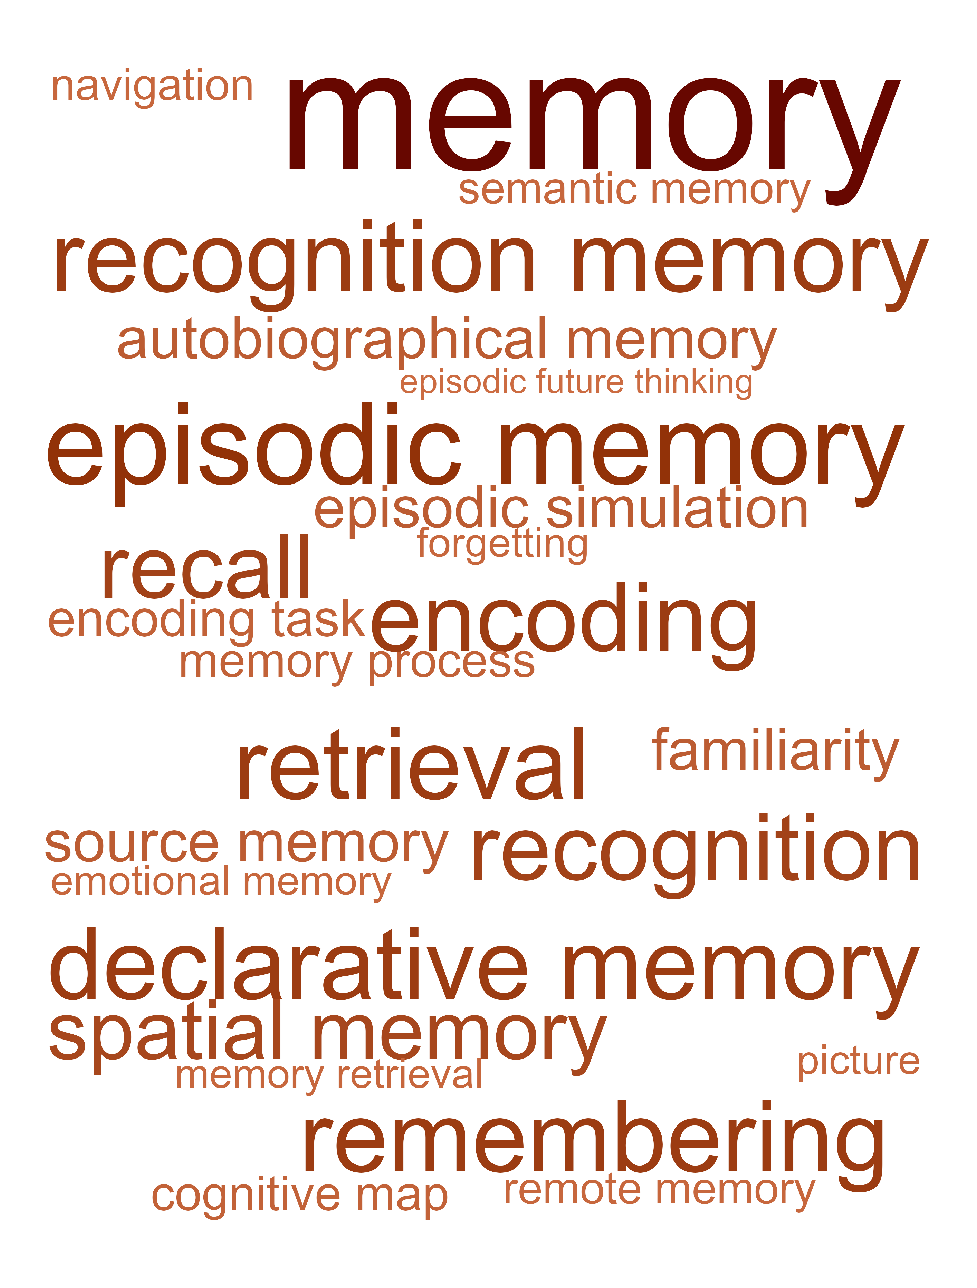 navigation
memory
semantic memory
recognition memory
autobiographical memory
episodic future thinking
episodic memory
episodic simulation
forgetting
recall
encoding task
encoding
memory process
retrieval
familiarity
source memory
recognition
emotional memory
declarative memory
spatial memory
memory retrieval
picture
remembering
cognitive map
remote memory